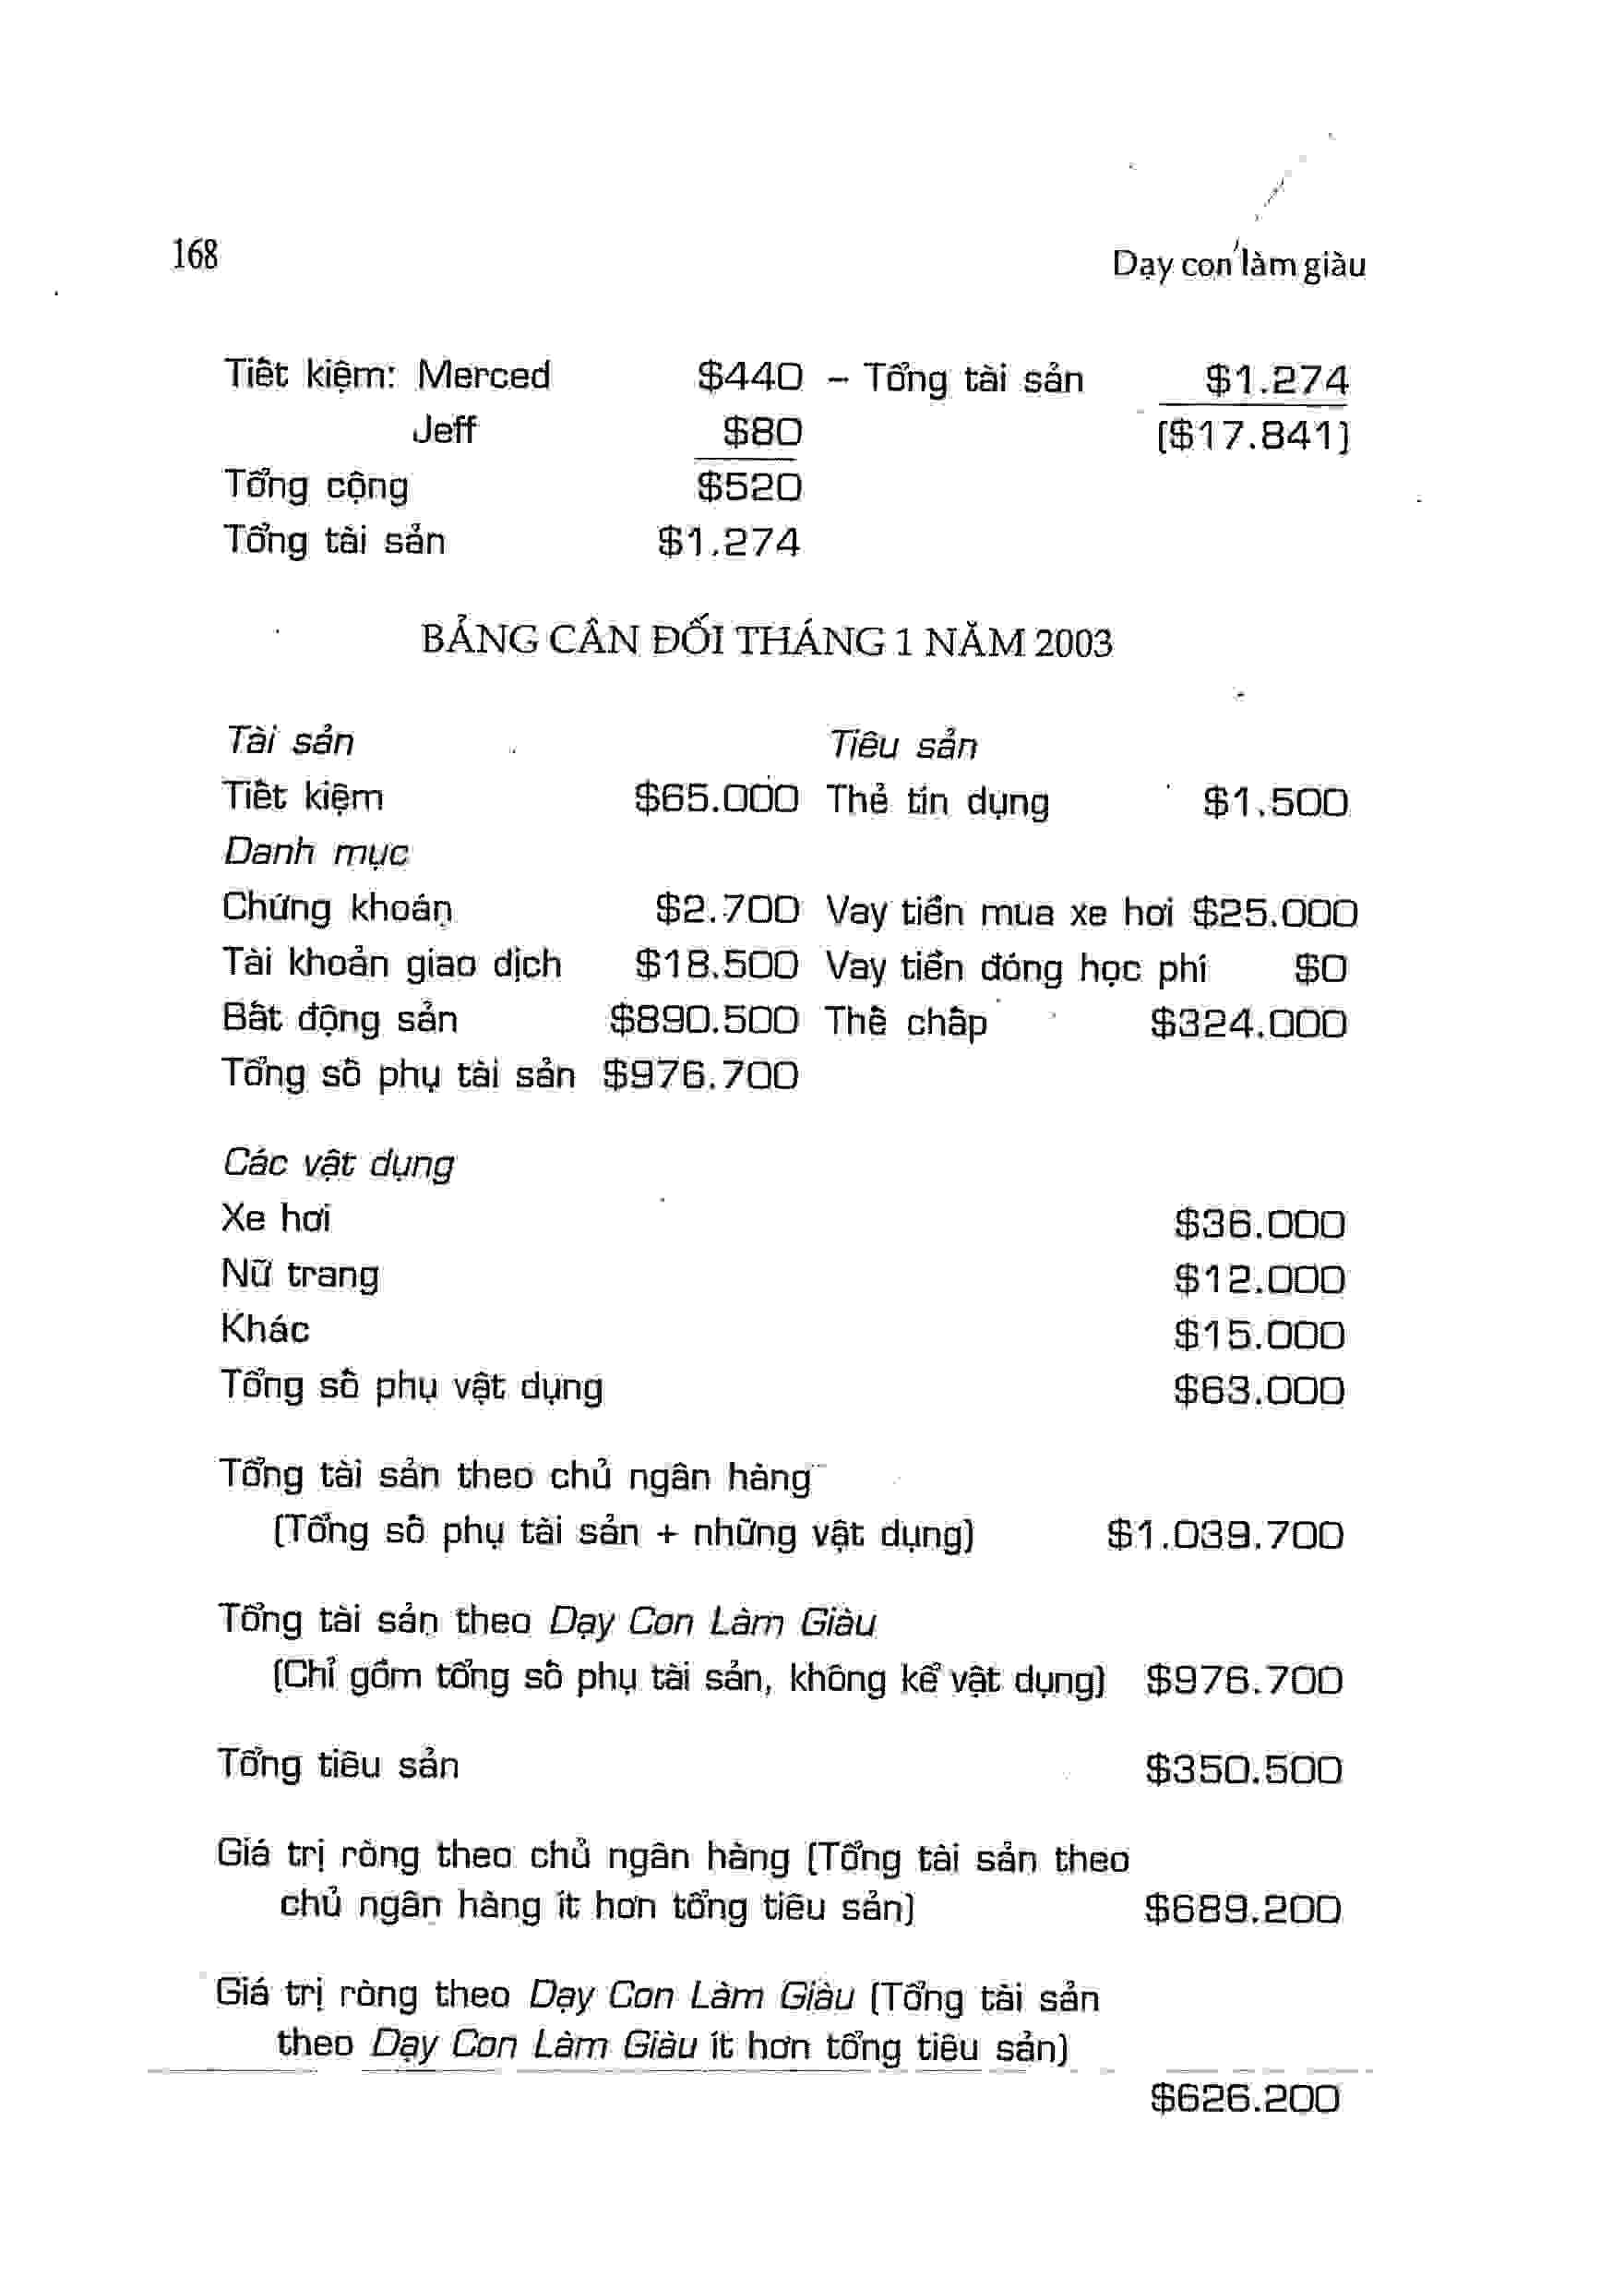 168 Dạy con làm giàu
Tiết kiệm: Merced $440 – Tổng tài sản $1.274
Jeff $80 ($17.841)
Tổng cộng $520
Tổng tài sản $1.274
BẢNG CÂN ĐỐI THÁNG 1 NĂM 2003
Tài sản Tiêu sản
Tiết kiệm $65.000 Thẻ tín dụng $1.500
Danh mục
Chứng khoán $2.700 Vay tiền mua xe hơi $25.000
Tài khoản giao dịch $18.500 Vay tiền đóng học phí $0
Bất động sản $890.500 Thế chấp $324.000
Tổng số phụ tài sản $976.700
Các vật dụng
Xe hơi $36.000
Nữ trang $12.000
Khác $15.000
Tổng số phụ vật dụng $63.000
Tổng tài sản theo chủ ngân hàng
(Tổng số phụ tài sản + những vật dụng) $1.039.700
Tổng tài sản theo Dạy Con Làm Giàu
(Chỉ gồm tổng số phụ tài sản, không kể vật dụng) $976.700
Tổng tiêu sản $350.500
Giá trị ròng theo chủ ngân hàng (Tổng tài sản theo
chủ ngân hàng ít hơn tổng tiêu sản) $689.200
Giá trị ròng theo Dạy Con Làm Giàu (Tổng tài sản
theo Dạy Con Làm Giàu ít hơn tổng tiêu sản)
$626.200